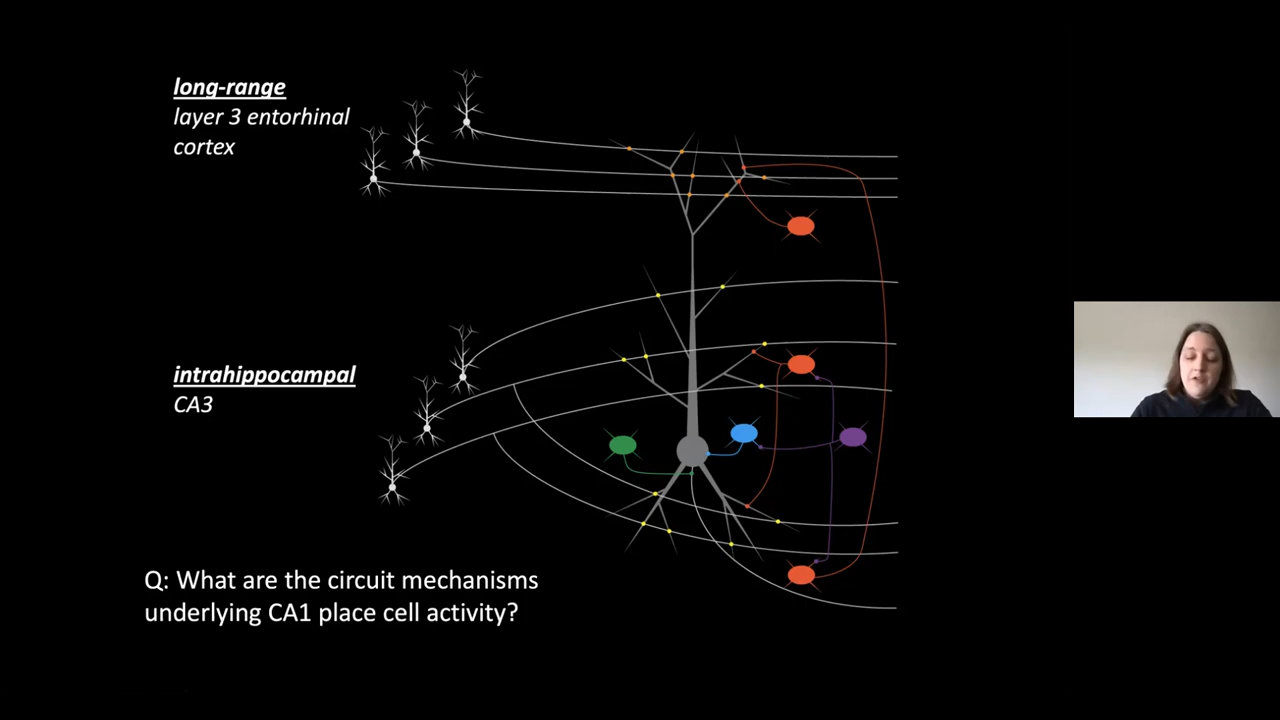 long-range
layer 3 entorhinal
cortex
intrahippocampal
CA3
Q: What are the circuit mechanisms
underlying CA1 place cell activity?